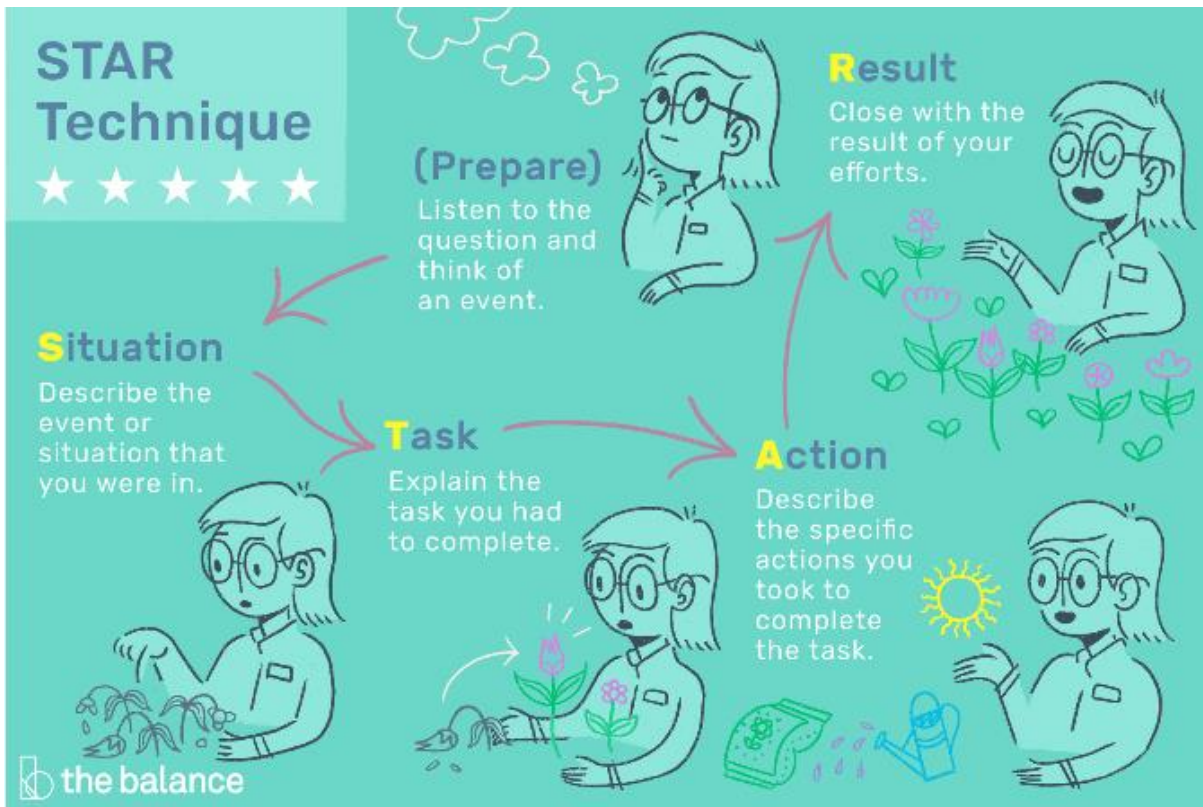 STAR
Technique
(Prepare)
Listen to the
question and
think of
an event.
Situation
Describe the
event or
situation that
you were in.
Task
Explain the
task you had
to complete.
Action
Describe
the specific
actions you
took to
complete
the task.
Result
Close with the
result of your
efforts.
the balance